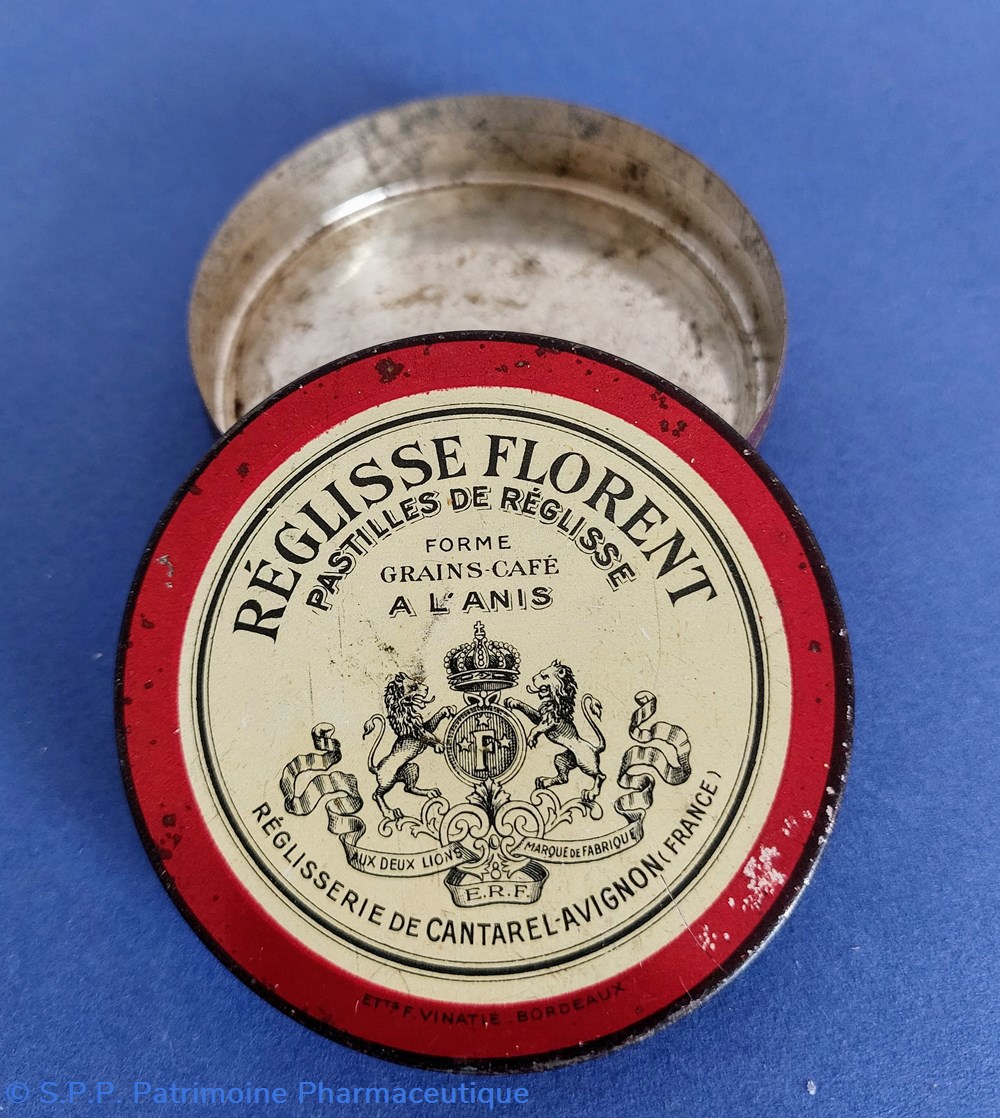 RÉGLISSE FLORENT
PASTILLES DE RÉGLISSE
FORME
GRAINS-CAFÉ
A L'ANIS
F
AUX DEUX LIONS
MARQUE DE FABRIQUE
E.R.F.
RÉGLISSERIE DE CANTAREL-AVIGNON (FRANCE)
ETTS F. VINATIÉ . BORDEAUX
© S.P.P. Patrimoine Pharmaceutique